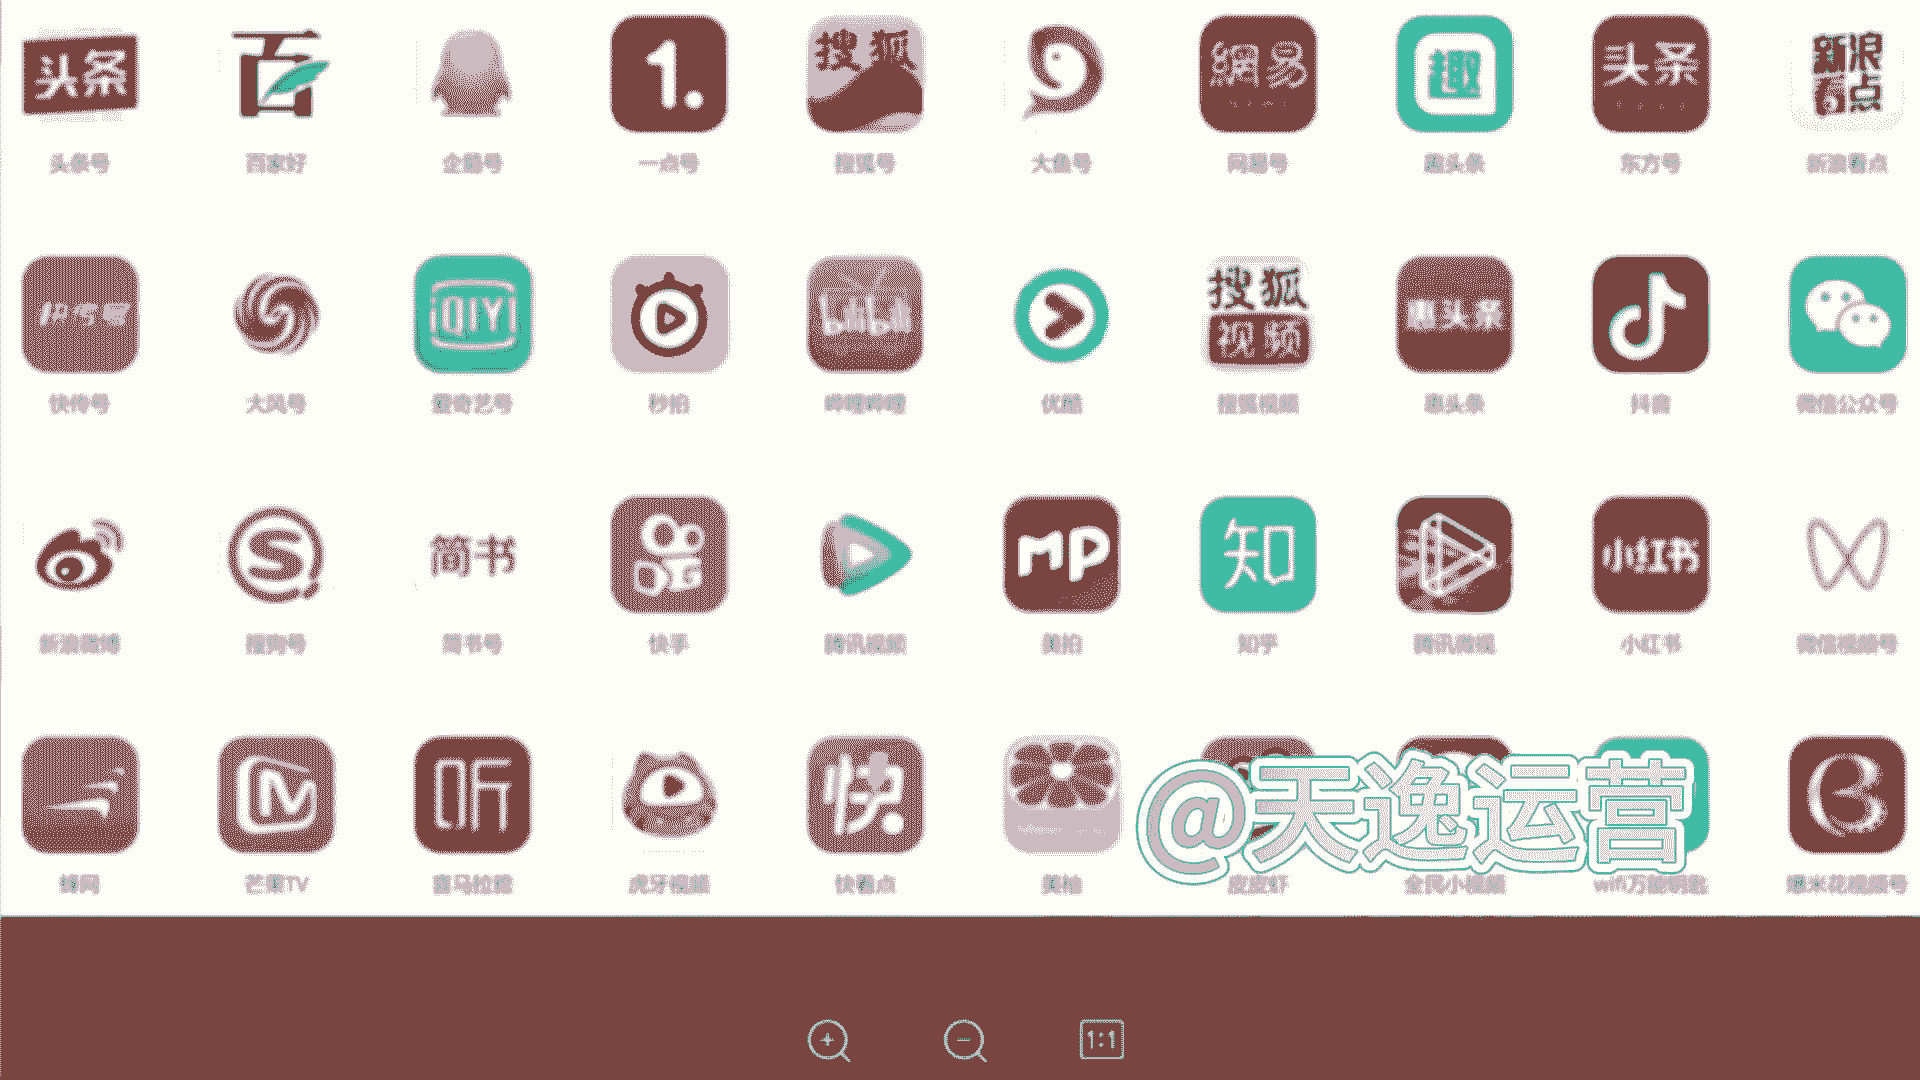 头条 1. 搜狐 網易 趣 头条 新浪看点
头条号 百家好 企鹅号 一点号 搜狐号 大鱼号 网易号 趣头条 东方号 新浪看点
快传号 QIY bilibili 搜狐视频 惠头条
快传号 大风号 爱奇艺号 秒拍 哔哩哔哩 优酷 搜狐视频 惠头条 抖音 微信公众号
简书 MP 知 小红书
新浪微博 搜狗号 简书号 快手 腾讯视频 美拍 知乎 腾讯微视 小红书 微信视频号
听 快
@天逸运营
蜂网 芒果TV 喜马拉雅 虎牙视频 快看点 美柚 皮皮虾 全民小视频 wifi万能钥匙 爆米花视频号
1:1